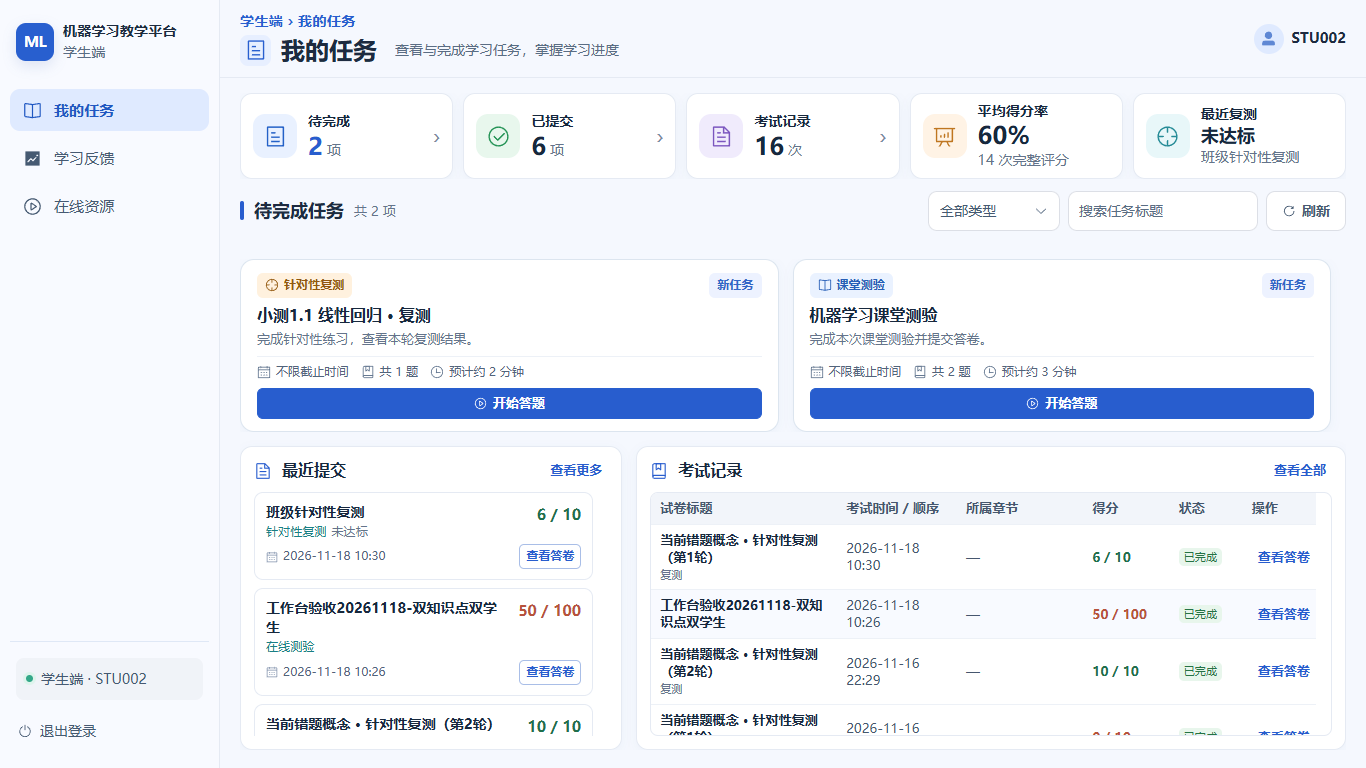 ML
机器学习教学平台
学生端
我的任务
学习反馈
在线资源
学生端 · STU002
退出登录
学生端 › 我的任务
我的任务
查看与完成学习任务，掌握学习进度
STU002
待完成
2 项
已提交
6 项
考试记录
16 次
平均得分率
60%
14 次完整评分
最近复测
未达标
班级针对性复测
待完成任务 共 2 项
全部类型
搜索任务标题
刷新
针对性复测
新任务
小测1.1 线性回归 • 复测
完成针对性练习，查看本轮复测结果。
不限截止时间 共 1 题 预计约 2 分钟
开始答题
课堂测验
新任务
机器学习课堂测验
完成本次课堂测验并提交答卷。
不限截止时间 共 2 题 预计约 3 分钟
开始答题
最近提交
查看更多
班级针对性复测
6 / 10
针对性复测 未达标
2026-11-18 10:30
查看答卷
工作台验收20261118-双知识点双学
生
50 / 100
在线测验
2026-11-18 10:26
查看答卷
当前错题概念 • 针对性复测（第2轮）
10 / 10
考试记录
查看全部
试卷标题 考试时间 / 顺序 所属章节 得分 状态 操作
当前错题概念 • 针对性复测
（第1轮）
复测
2026-11-18
10:30
—
6 / 10
已完成
查看答卷
工作台验收20261118-双知
识点双学生
2026-11-18
10:26
—
50 / 100
已完成
查看答卷
当前错题概念 • 针对性复测
（第2轮）
复测
2026-11-16
22:29
—
10 / 10
已完成
查看答卷
当前错题概念 • 针对性复测
2026-11-16